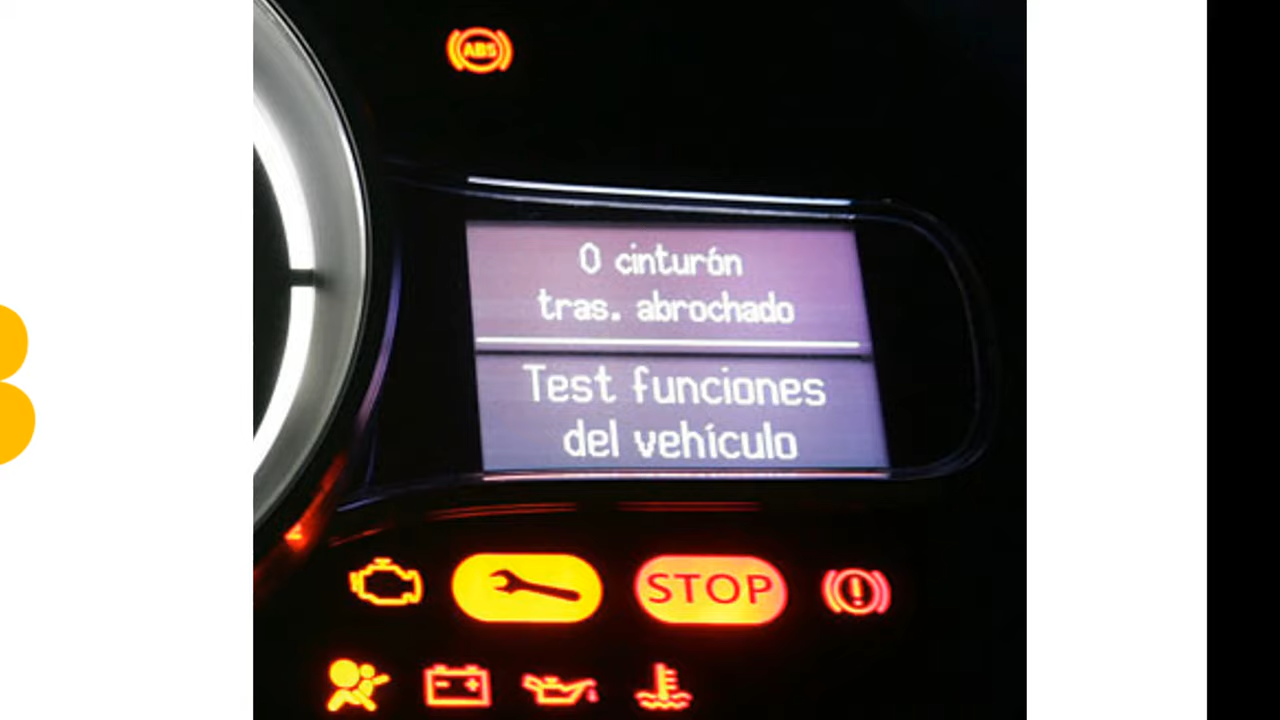 ABS
0 cinturón
tras. abrochado
Test funciones
del vehículo
STOP